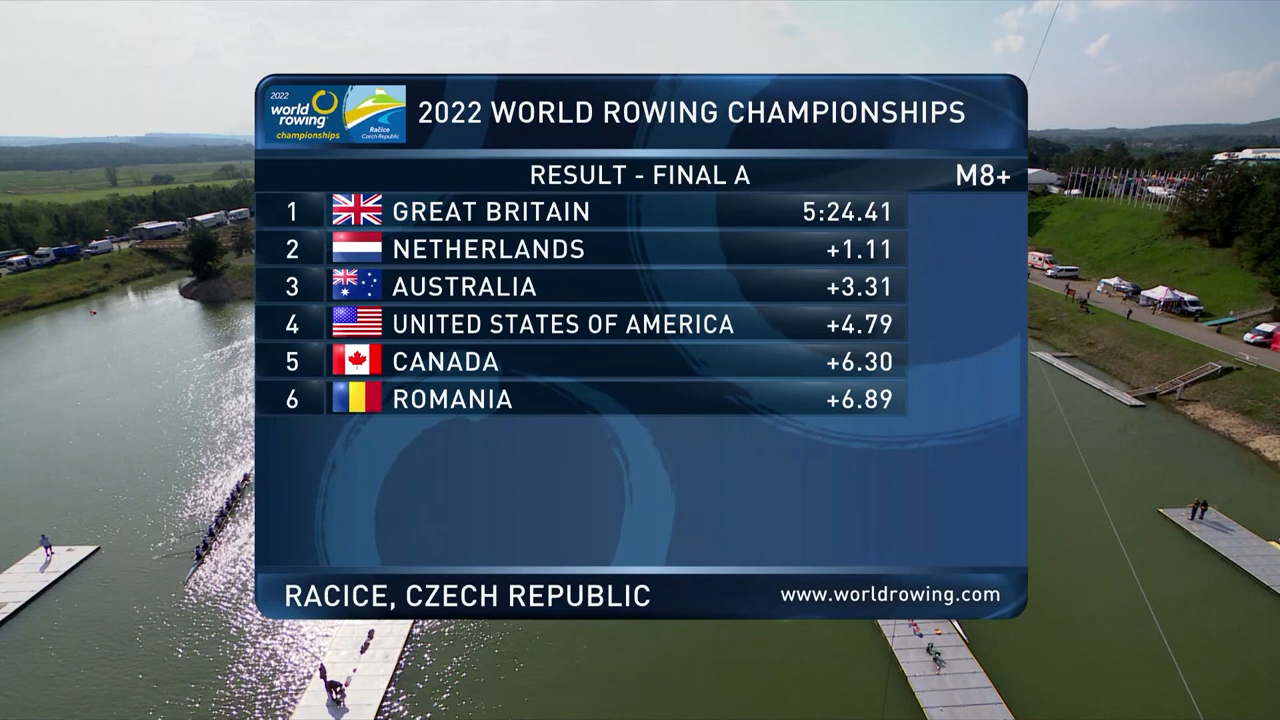 2022
world
rowing
championships
Račice
Czech Republic
2022 WORLD ROWING CHAMPIONSHIPS
RESULT - FINAL A M8+
1 GREAT BRITAIN 5:24.41
2 NETHERLANDS +1.11
3 AUSTRALIA +3.31
4 UNITED STATES OF AMERICA +4.79
5 CANADA +6.30
6 ROMANIA +6.89
RACICE, CZECH REPUBLIC www.worldrowing.com